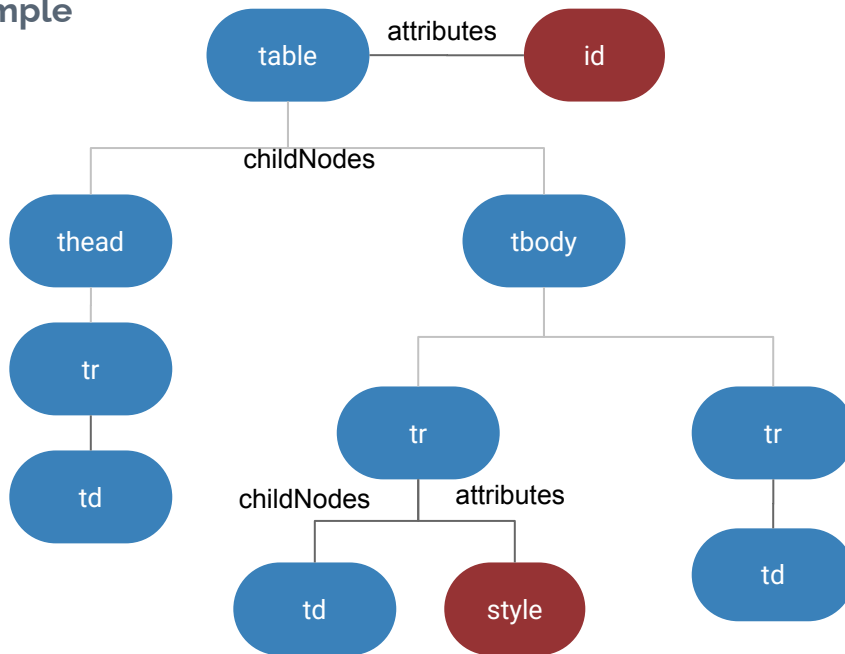 mple
table
attributes
id
childNodes
thead
tbody
tr
tr
tr
childNodes
attributes
td
td
td
style